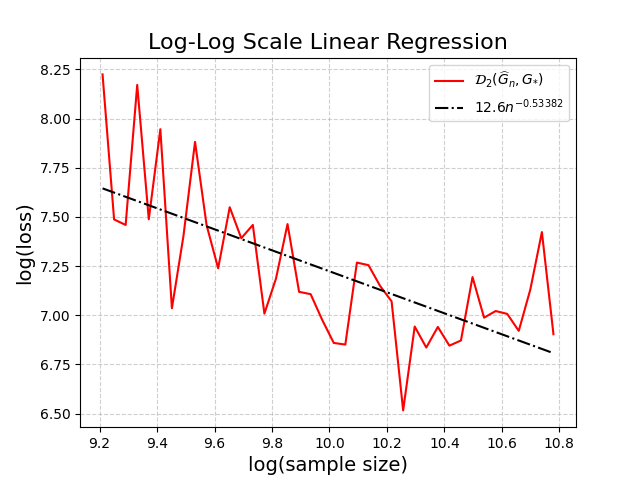 Log-Log Scale Linear Regression
8.25
8.00
7.75
7.50
7.25
7.00
6.75
6.50
log(loss)
𝒟₂(Ĝₙ, G∗)
12.6n⁻⁰·⁵³³⁸²
9.2 9.4 9.6 9.8 10.0 10.2 10.4 10.6 10.8
log(sample size)